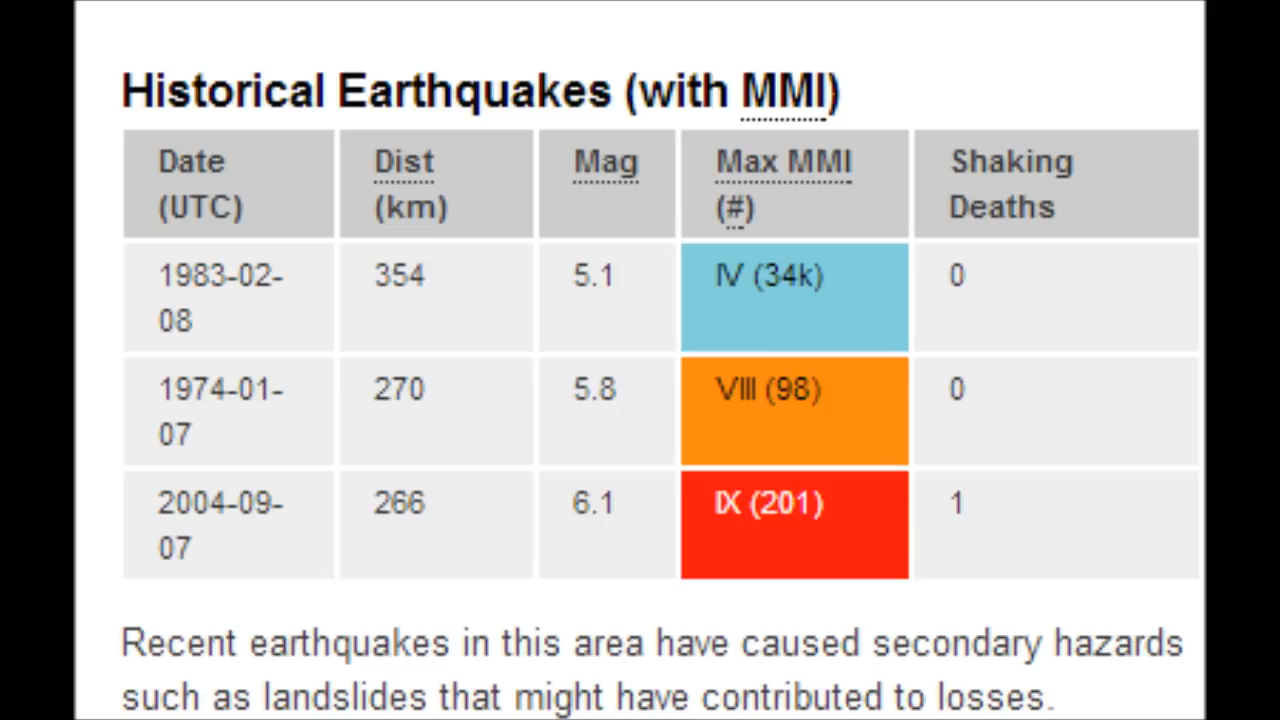 Historical Earthquakes (with MMI)
Date Dist Mag Max MMI Shaking
(UTC) (km) (#) Deaths
1983-02- 354 5.1 IV (34k) 0
08
1974-01- 270 5.8 VIII (98) 0
07
2004-09- 266 6.1 IX (201) 1
07
Recent earthquakes in this area have caused secondary hazards
such as landslides that might have contributed to losses.